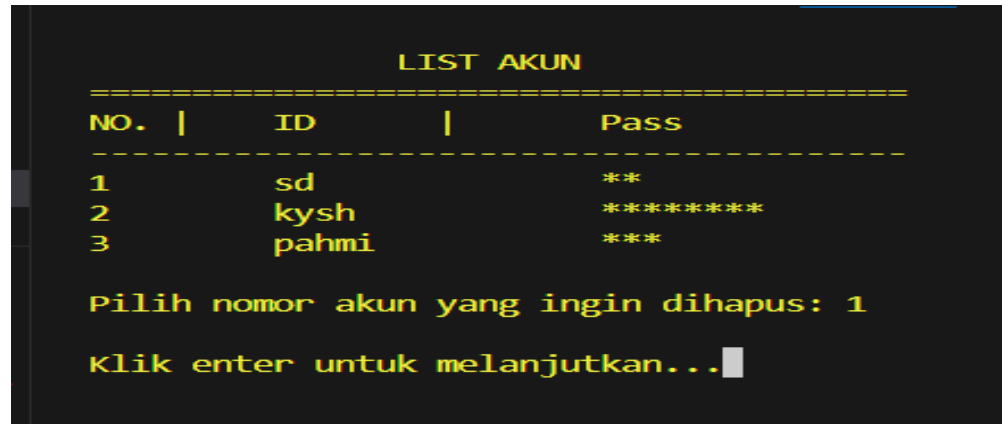 LIST AKUN
========================================
NO. | ID | Pass
----------------------------------------
1 sd **
2 kysh ********
3 pahmi ***
Pilih nomor akun yang ingin dihapus: 1
Klik enter untuk melanjutkan...